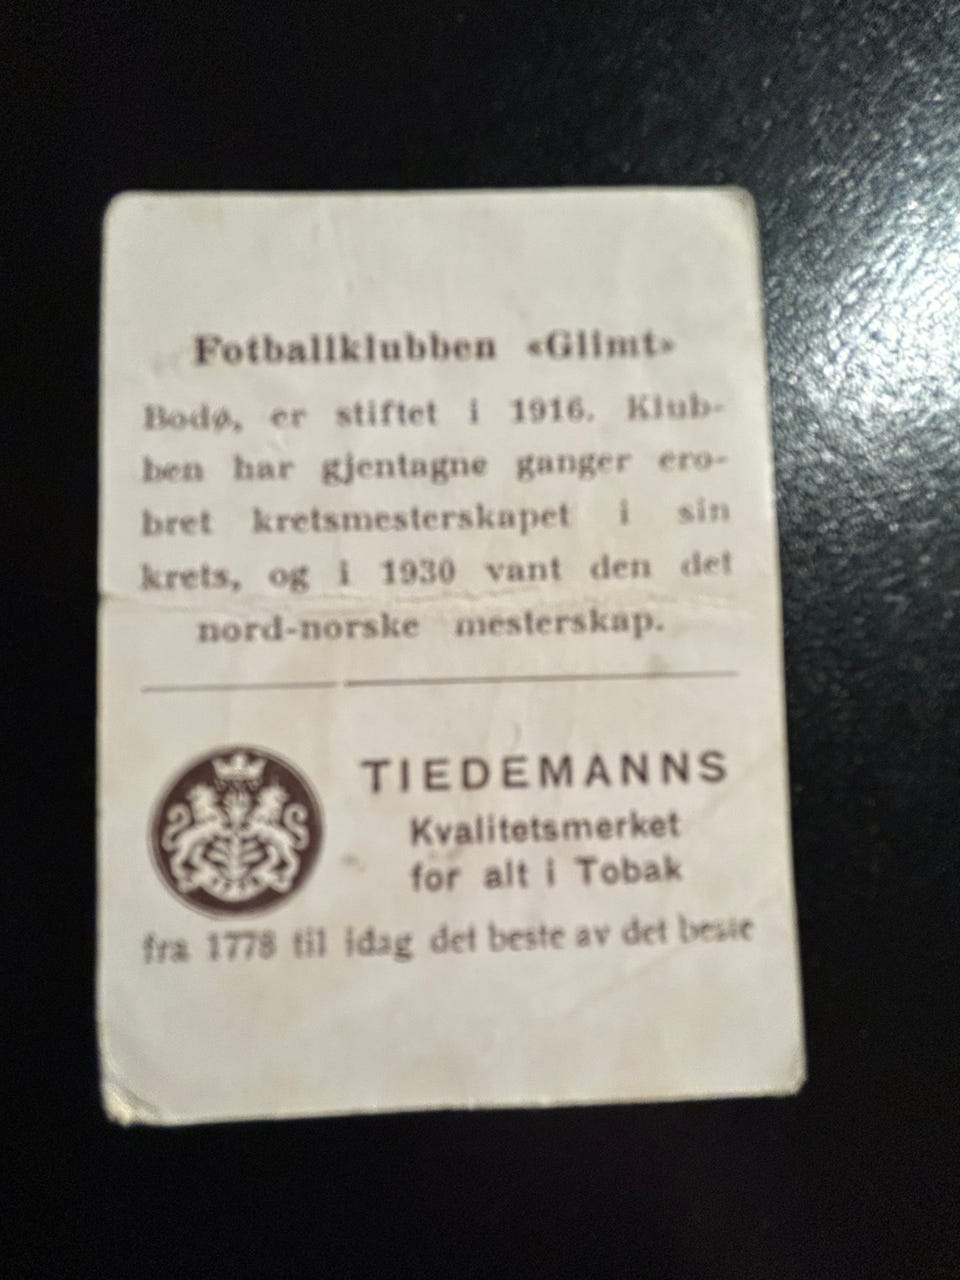 Fotballklubben «Glimt»
Bodø, er stiftet i 1916. Klub-
ben har gjentagne ganger ero-
bret kretsmesterskapet i sin
krets, og i 1930 vant den det
nord-norske mesterskap.
TIEDEMANNS
Kvalitetsmerket
for alt i Tobak
fra 1778 til idag det beste av det beste